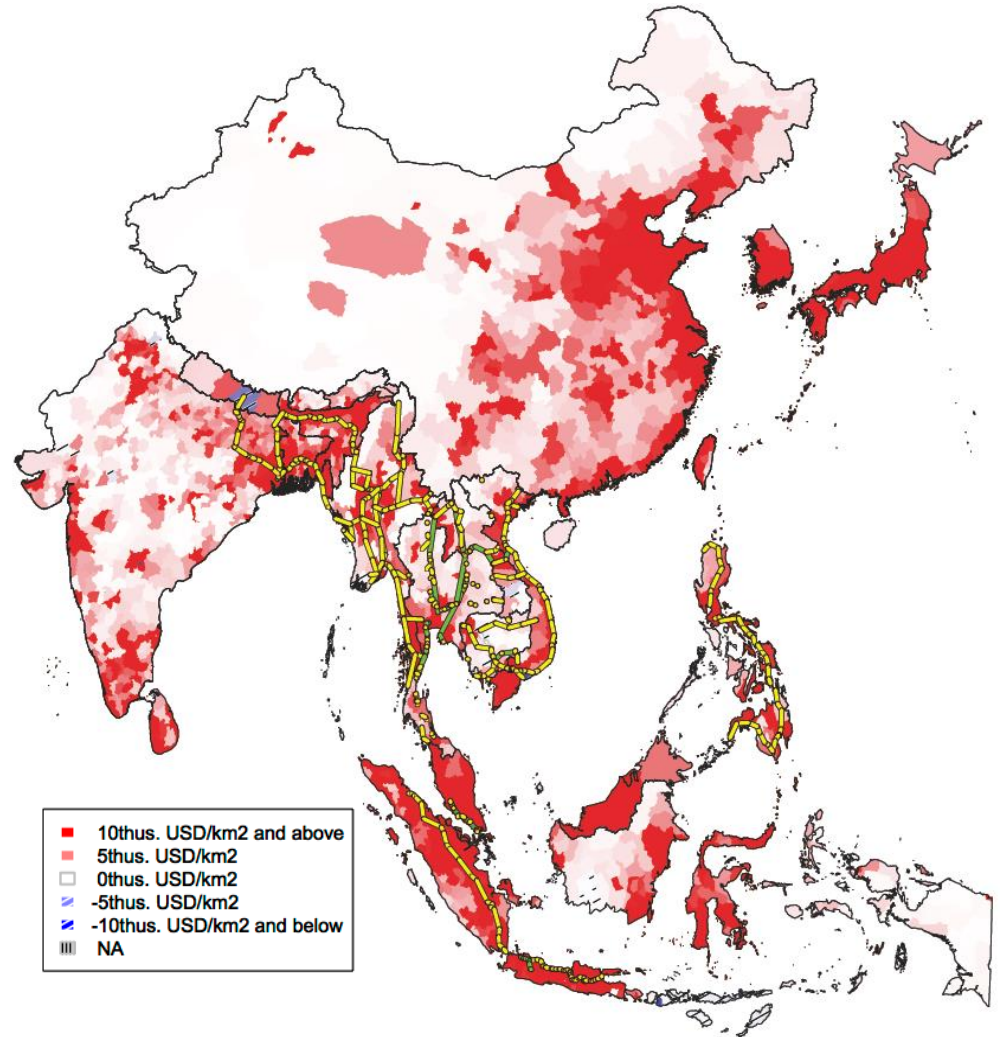 10thus. USD/km2 and above
5thus. USD/km2
0thus. USD/km2
-5thus. USD/km2
-10thus. USD/km2 and below
NA